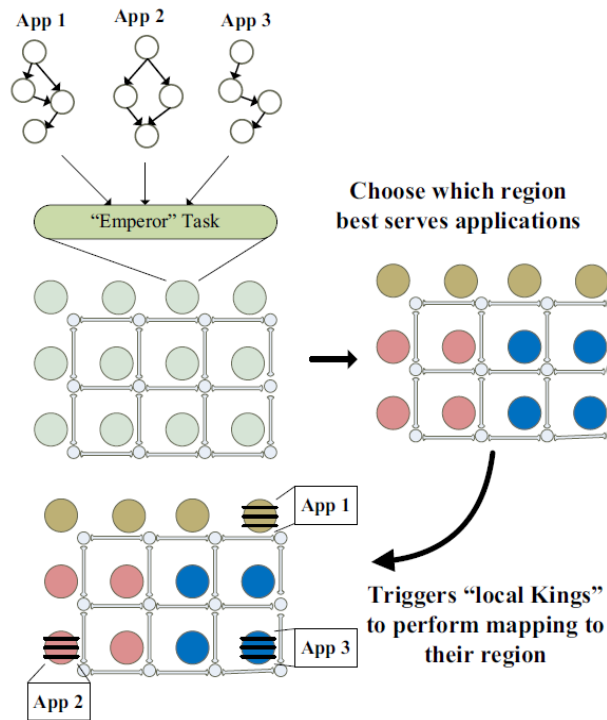 App 1
App 2
App 3
“Emperor” Task
Choose which region
best serves applications
App 1
App 3
App 2
Triggers “local Kings”
to perform mapping to
their region